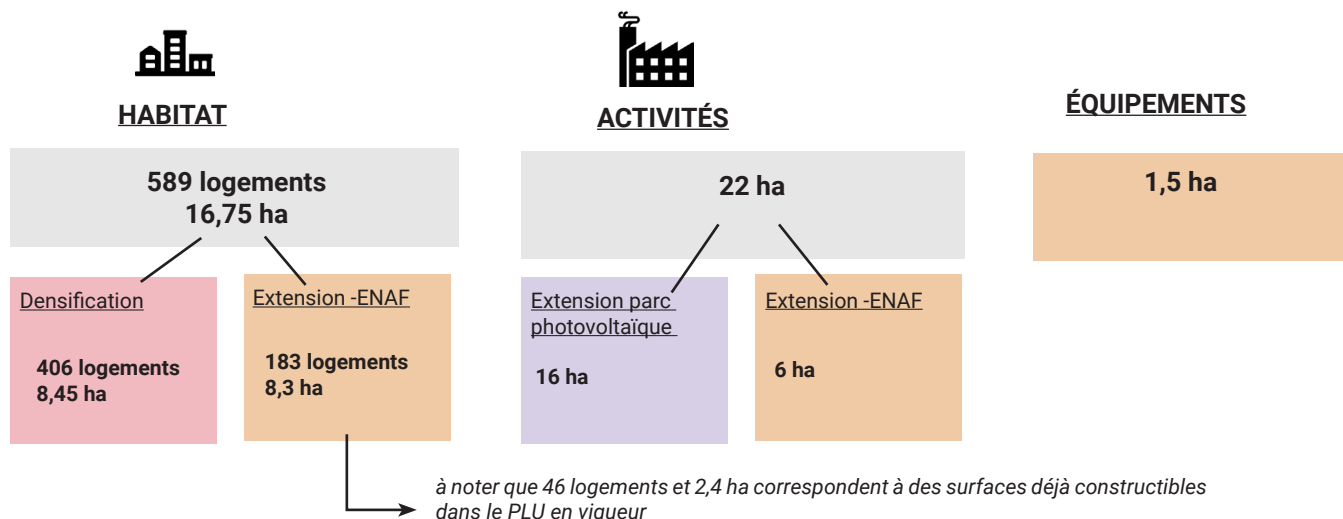 HABITAT
589 logements
16,75 ha
Densification
406 logements
8,45 ha
Extension -ENAF
183 logements
8,3 ha
ACTIVITÉS
22 ha
Extension parc
photovoltaïque
16 ha
Extension -ENAF
6 ha
ÉQUIPEMENTS
1,5 ha
à noter que 46 logements et 2,4 ha correspondent à des surfaces déjà constructibles
dans le PLU en vigueur